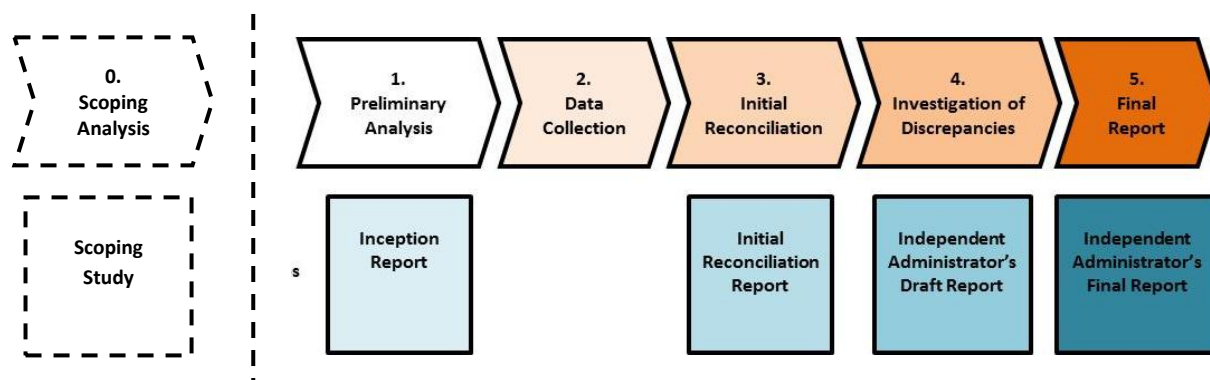 0.
Scoping
Analysis
1.
Preliminary
Analysis
2.
Data
Collection
3.
Initial
Reconciliation
4.
Investigation of
Discrepancies
5.
Final
Report
Scoping
Study
s
Inception
Report
Initial
Reconciliation
Report
Independent
Administrator’s
Draft Report
Independent
Administrator’s
Final Report